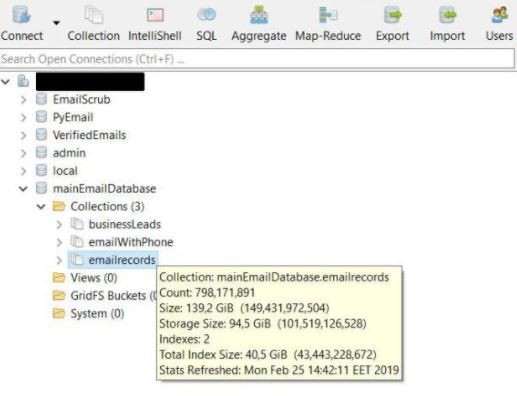 Connect Collection IntelliShell SQL Aggregate Map-Reduce Export Import Users
Search Open Connections (Ctrl+F) ...
EmailScrub
PyEmail
VerifiedEmails
admin
local
mainEmailDatabase
Collections (3)
businessLeads
emailWithPhone
emailrecords
Views (0)
GridFS Buckets (
System (0)
Collection: mainEmailDatabase.emailrecords
Count: 798,171,891
Size: 139,2 GiB (149,431,972,504)
Storage Size: 94,5 GiB (101,519,126,528)
Indexes: 2
Total Index Size: 40,5 GiB (43,443,228,672)
Stats Refreshed: Mon Feb 25 14:42:11 EET 2019